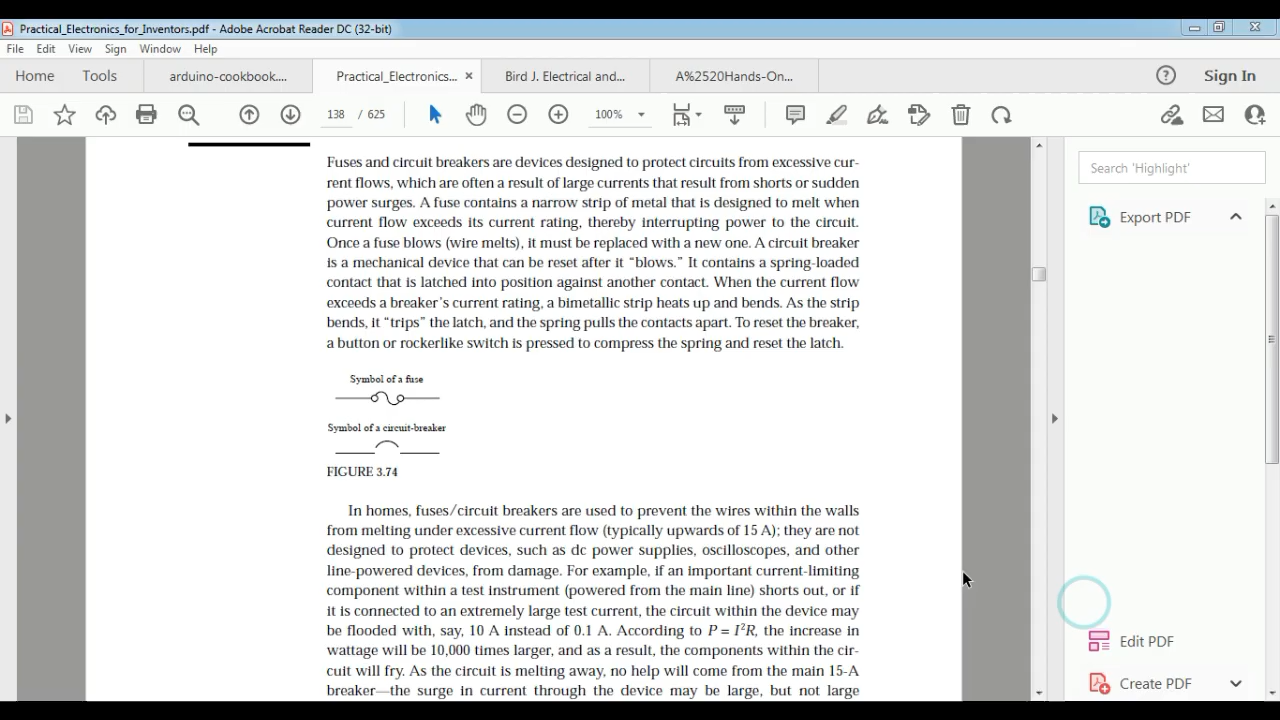 Practical_Electronics_for_Inventors.pdf - Adobe Acrobat Reader DC (32-bit)
File Edit View Sign Window Help
Home Tools arduino-cookbook.... Practical_Electronics... × Bird J. Electrical and... A%2520Hands-On... Sign In
138 / 625 100%
Fuses and circuit breakers are devices designed to protect circuits from excessive cur-
rent flows, which are often a result of large currents that result from shorts or sudden
power surges. A fuse contains a narrow strip of metal that is designed to melt when
current flow exceeds its current rating, thereby interrupting power to the circuit.
Once a fuse blows (wire melts), it must be replaced with a new one. A circuit breaker
is a mechanical device that can be reset after it “blows.” It contains a spring-loaded
contact that is latched into position against another contact. When the current flow
exceeds a breaker’s current rating, a bimetallic strip heats up and bends. As the strip
bends, it “trips” the latch, and the spring pulls the contacts apart. To reset the breaker,
a button or rockerlike switch is pressed to compress the spring and reset the latch.
Symbol of a fuse
Symbol of a circuit-breaker
FIGURE 3.74
In homes, fuses/circuit breakers are used to prevent the wires within the walls
from melting under excessive current flow (typically upwards of 15 A); they are not
designed to protect devices, such as dc power supplies, oscilloscopes, and other
line-powered devices, from damage. For example, if an important current-limiting
component within a test instrument (powered from the main line) shorts out, or if
it is connected to an extremely large test current, the circuit within the device may
be flooded with, say, 10 A instead of 0.1 A. According to P = I²R, the increase in
wattage will be 10,000 times larger, and as a result, the components within the cir-
cuit will fry. As the circuit is melting away, no help will come from the main 15-A
breaker—the surge in current through the device may be large, but not large
Search 'Highlight'
Export PDF
Edit PDF
Create PDF